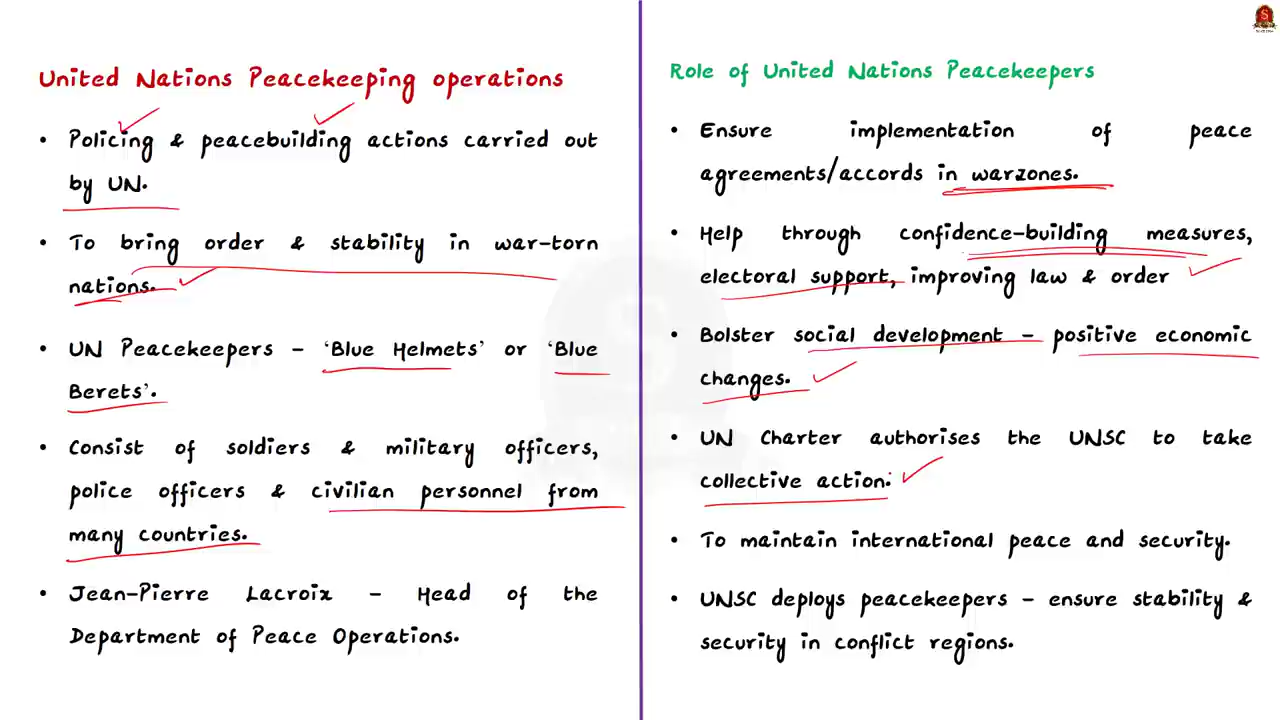 United Nations Peacekeeping operations
• Policing & peacebuilding actions carried out
by UN.
• To bring order & stability in war-torn
nations.
• UN Peacekeepers – ‘Blue Helmets’ or ‘Blue
Berets’.
• Consist of soldiers & military officers,
police officers & civilian personnel from
many countries.
• Jean-Pierre Lacroix – Head of the
Department of Peace Operations.
Role of United Nations Peacekeepers
• Ensure implementation of peace
agreements/accords in warzones.
• Help through confidence-building measures,
electoral support, improving law & order
• Bolster social development – positive economic
changes.
• UN Charter authorises the UNSC to take
collective action:
• To maintain international peace and security.
• UNSC deploys peacekeepers – ensure stability &
security in conflict regions.